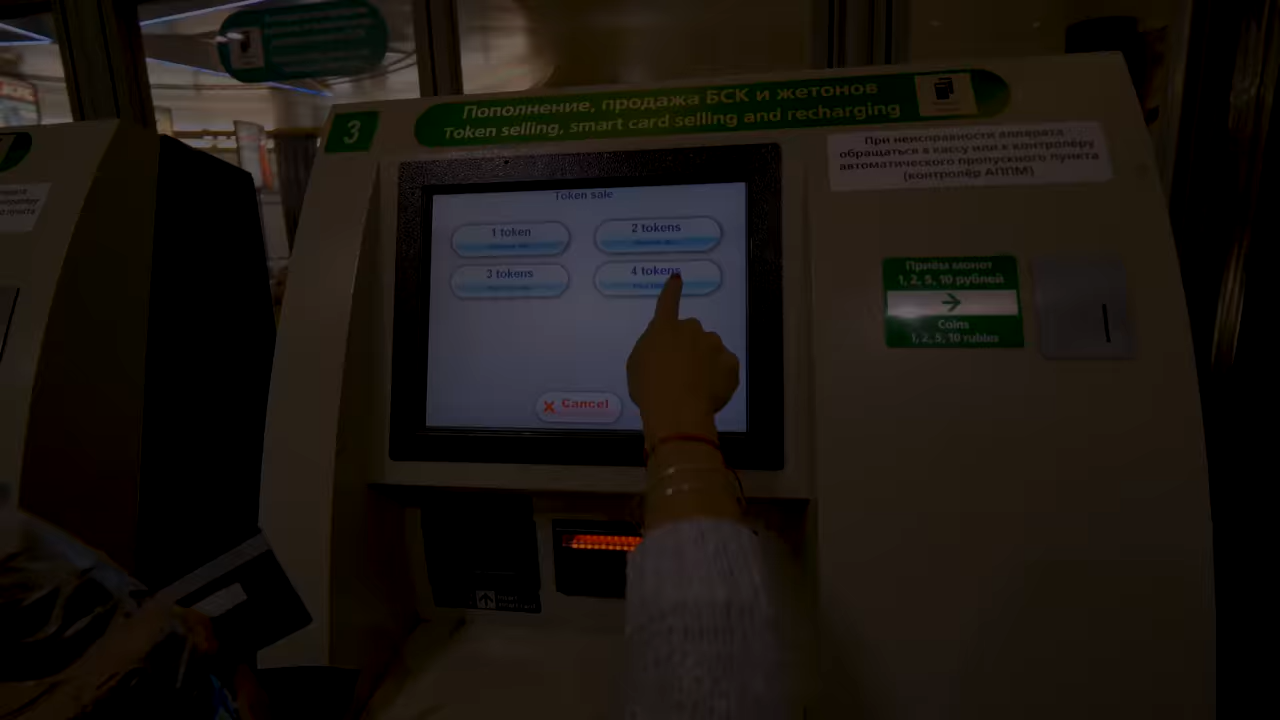 3
Пополнение, продажа БСК и жетонов
Token selling, smart card selling and recharging
При неисправности аппарата
обращаться в кассу или к контролёру
автоматического пропускного пункта
(контролёр АППМ)
Token sale
1 token
2 tokens
3 tokens
4 tokens
Cancel
Приём монет
1, 2, 5, 10 рублей
Coins
1, 2, 5, 10 rubles